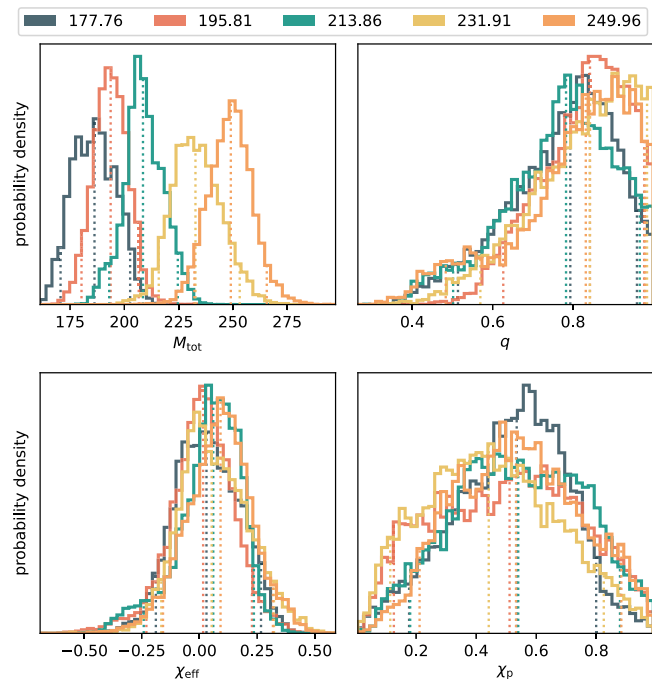 177.76 195.81 213.86 231.91 249.96
probability density
175 200 225 250 275
M_tot
0.4 0.6 0.8
q
probability density
−0.50 −0.25 0.00 0.25 0.50
χ_eff
0.2 0.4 0.6 0.8
χ_p